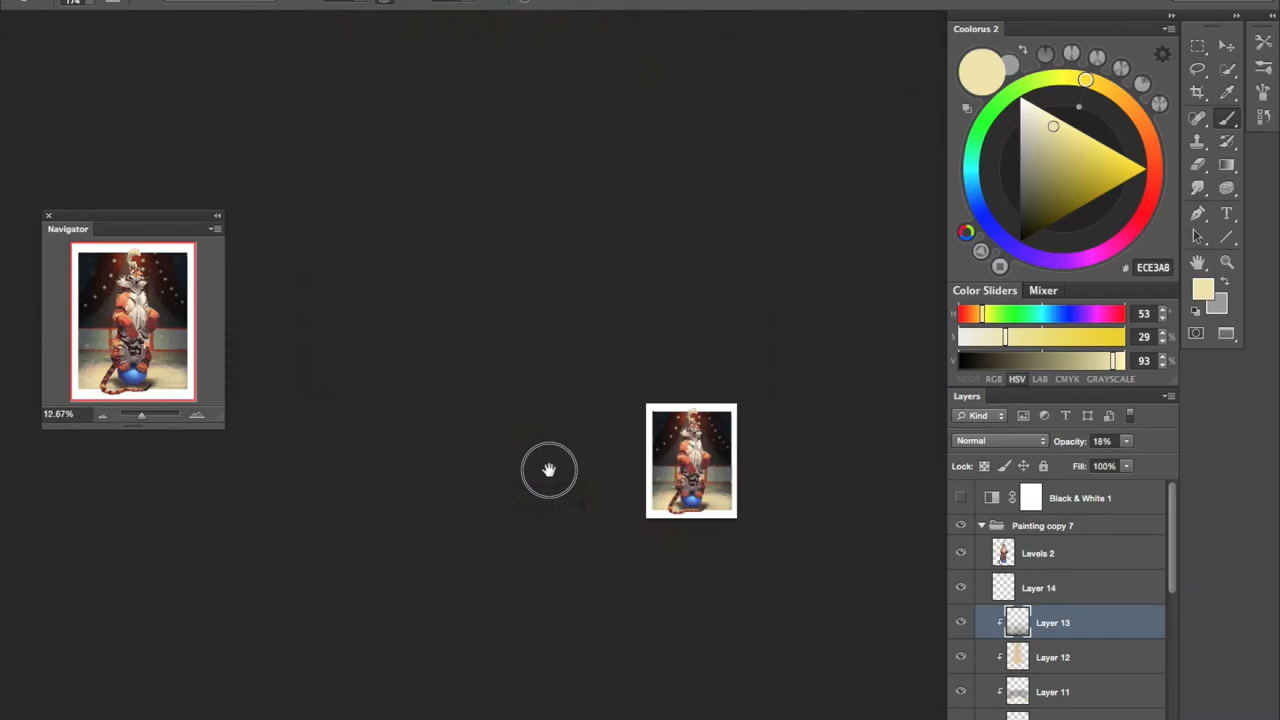 Coolorus 2
Navigator
12.67%
# ECE3A8
Color Sliders Mixer
H 53 °
S 29 %
V 93 %
MODE RGB HSV LAB CMYK GRAYSCALE
Layers
Kind
Normal Opacity: 18%
Lock: Fill: 100%
Black & White 1
Painting copy 7
Levels 2
Layer 14
Layer 13
Layer 12
Layer 11